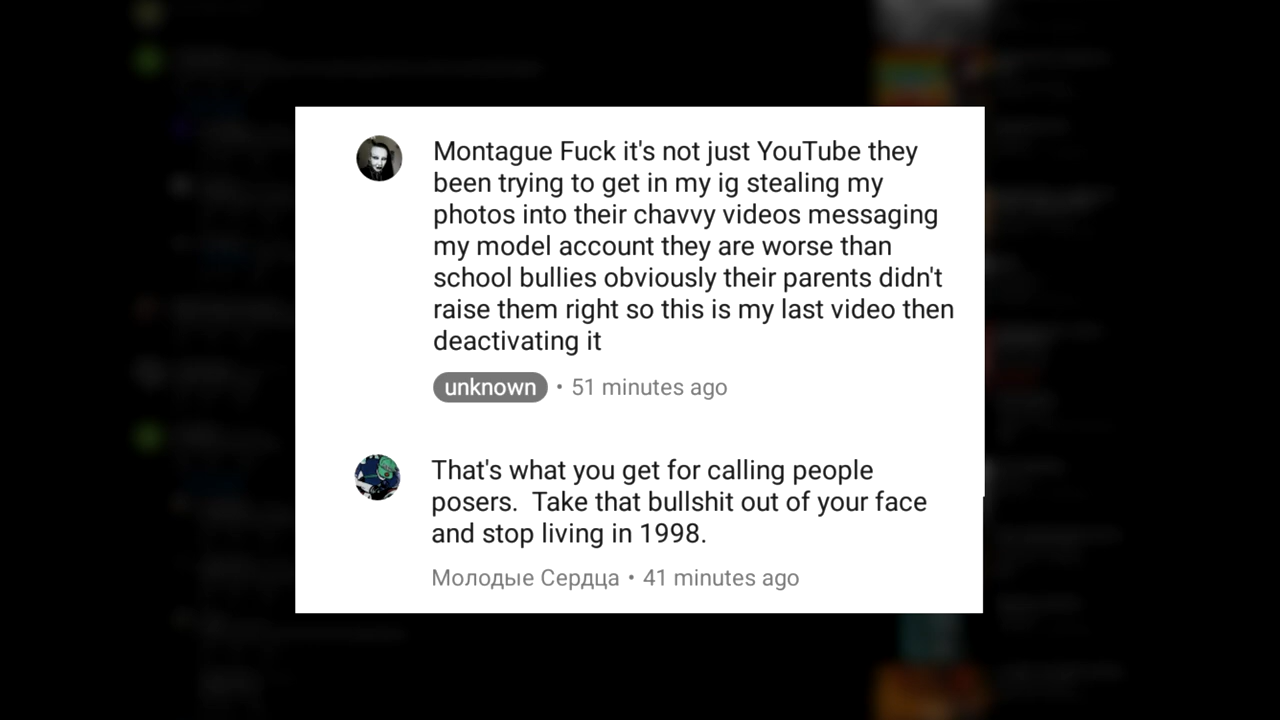 Montague Fuck it's not just YouTube they
been trying to get in my ig stealing my
photos into their chavvy videos messaging
my model account they are worse than
school bullies obviously their parents didn't
raise them right so this is my last video then
deactivating it
unknown • 51 minutes ago
That's what you get for calling people
posers.  Take that bullshit out of your face
and stop living in 1998.
Молодые Сердца • 41 minutes ago